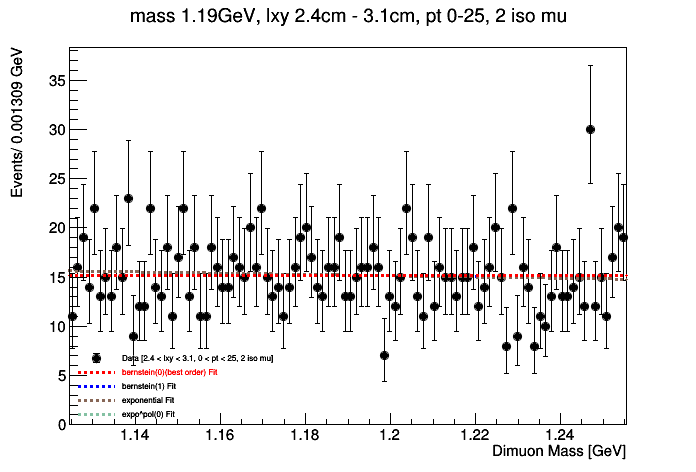 mass 1.19GeV, lxy 2.4cm - 3.1cm, pt 0-25, 2 iso mu
Events/ 0.001309 GeV
35
30
25
20
15
10
5
0
Data [2.4 < lxy < 3.1, 0 < pt < 25, 2 iso mu]
bernstein(0)(best order) Fit
bernstein(1) Fit
exponential Fit
expo*pol(0) Fit
1.14 1.16 1.18 1.2 1.22 1.24
Dimuon Mass [GeV]